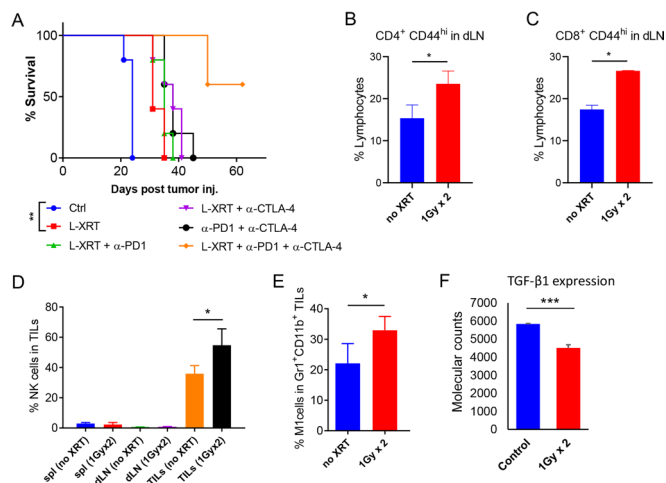 A
% Survival
100
50
0
0
20
40
60
Days post tumor inj.
**
Ctrl
L-XRT
L-XRT + α-PD1
L-XRT + α-CTLA-4
α-PD1 + α-CTLA-4
L-XRT + α-PD1 + α-CTLA-4
B
CD4+ CD44hi in dLN
% Lymphocytes
30
20
10
0
*
no XRT
1Gy x 2
C
CD8+ CD44hi in dLN
% Lymphocytes
30
20
10
0
*
no XRT
1Gy x 2
D
% NK cells in TILs
80
60
40
20
0
*
spl (no XRT)
spl (1Gyx2)
dLN (no XRT)
dLN (1Gyx2)
TILs (no XRT)
TILs (1Gyx2)
E
% M1cells in Gr1+CD11b+ TILs
40
30
20
10
0
*
no XRT
1Gy x 2
F
TGF-β1 expression
Molecular counts
7000
6000
5000
4000
3000
2000
1000
0
***
Control
1Gy x 2